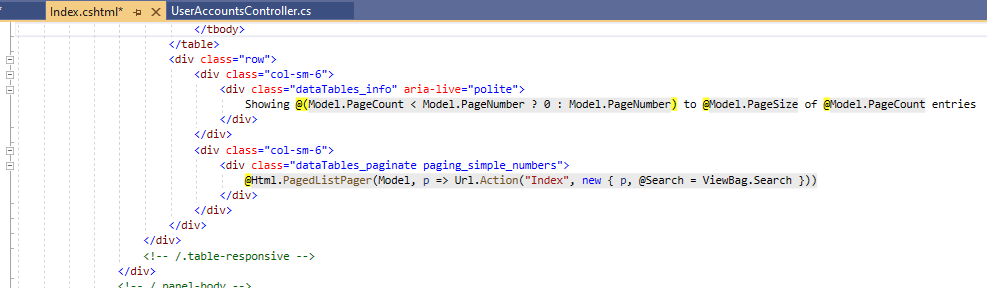 Index.cshtml* UserAccountsController.cs
</tbody>
</table>
<div class="row">
<div class="col-sm-6">
<div class="dataTables_info" aria-live="polite">
Showing @(Model.PageCount < Model.PageNumber ? 0 : Model.PageNumber) to @Model.PageSize of @Model.PageCount entries
</div>
</div>
<div class="col-sm-6">
<div class="dataTables_paginate paging_simple_numbers">
@Html.PagedListPager(Model, p => Url.Action("Index", new { p, @Search = ViewBag.Search }))
</div>
</div>
</div>
</div>
<!-- /.table-responsive -->
</div>
<!-- /.panel-body -->